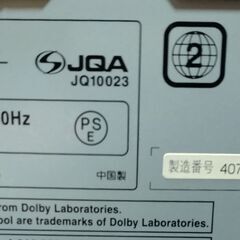 JQA
JQ10023
2
0Hz
PS
E
中国製
製造番号 407
from Dolby Laboratories.
ool are trademarks of Dolby Laboratories.